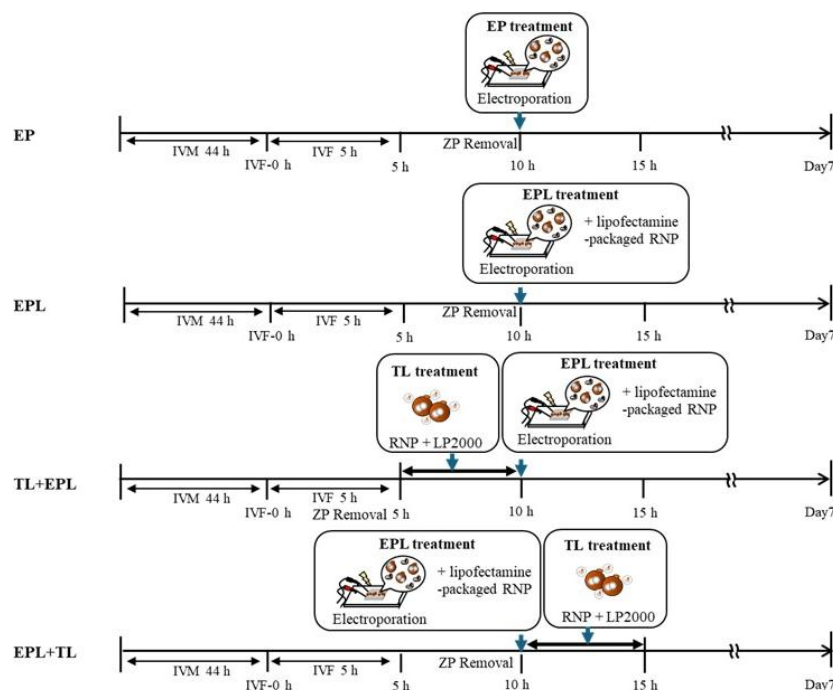 EP treatment
Electroporation
EP
IVM 44 h
IVF-0 h
IVF 5 h
5 h
ZP Removal
10 h
15 h
Day7
EPL treatment
+ lipofectamine
-packaged RNP
Electroporation
EPL
IVM 44 h
IVF-0 h
IVF 5 h
5 h
ZP Removal
10 h
15 h
Day7
TL treatment
RNP + LP2000
EPL treatment
+ lipofectamine
-packaged RNP
Electroporation
TL+EPL
IVM 44 h
IVF-0 h
IVF 5 h
ZP Removal 5 h
10 h
15 h
Day7
EPL treatment
+ lipofectamine
-packaged RNP
Electroporation
TL treatment
RNP + LP2000
EPL+TL
IVM 44 h
IVF-0 h
IVF 5 h
5 h
ZP Removal
10 h
15 h
Day7